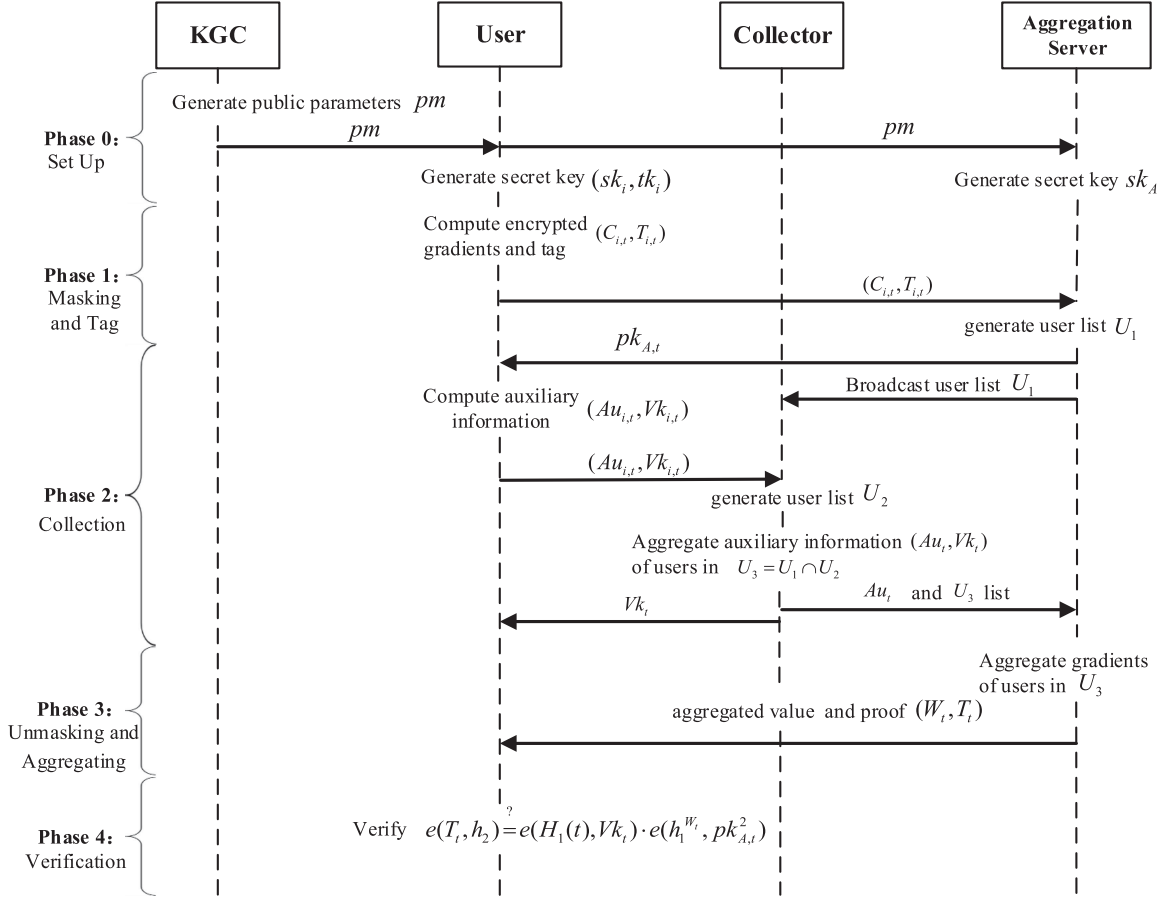 KGC
User
Collector
Aggregation
Server
Generate public parameters pm
Phase 0:
Set Up
pm
pm
Generate secret key (sk_i, tk_i)
Generate secret key sk_A
Compute encrypted
gradients and tag (C_{i,t}, T_{i,t})
Phase 1:
Masking
and Tag
(C_{i,t}, T_{i,t})
generate user list U_1
pk_{A,t}
Broadcast user list U_1
Compute auxiliary
information (Au_{i,t}, Vk_{i,t})
(Au_{i,t}, Vk_{i,t})
Phase 2:
Collection
generate user list U_2
Aggregate auxiliary information (Au_t, Vk_t)
of users in U_3 = U_1 ∩ U_2
Vk_t
Au_t and U_3 list
Aggregate gradients
of users in U_3
Phase 3:
Unmasking and
Aggregating
aggregated value and proof (W_t, T_t)
Phase 4:
Verification
Verify e(T_t, h_2) ?= e(H_1(t), Vk_t) · e(h_1^{W_t}, pk_{A,t}^2)